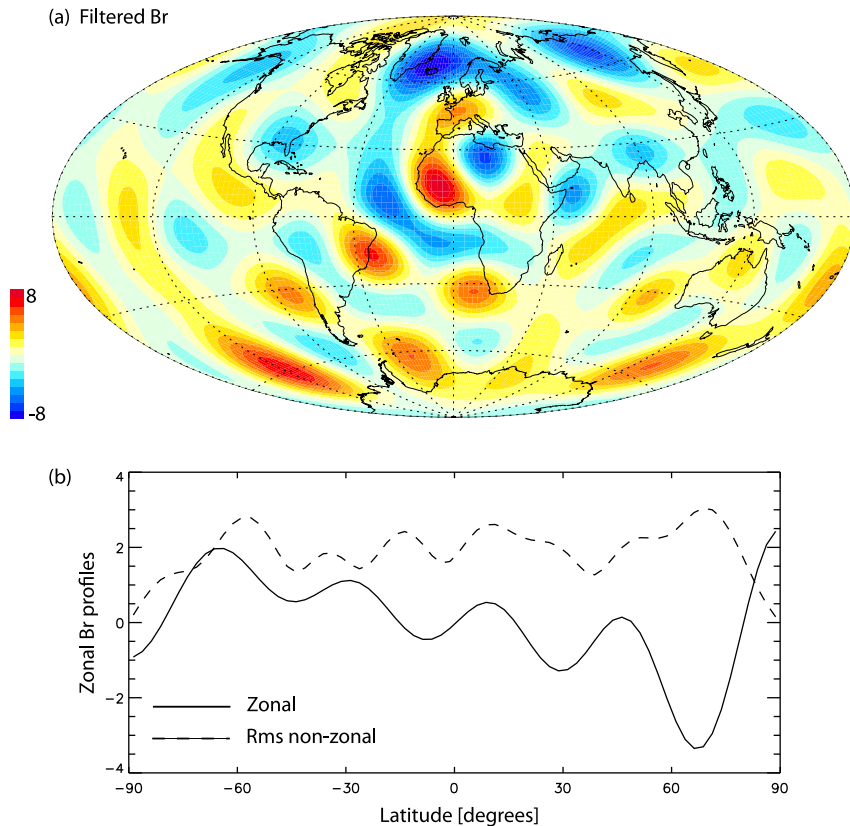 (a) Filtered Br
8
-8
(b)
4
2
0
-2
-4
Zonal Br profiles
Zonal
Rms non-zonal
-90
-60
-30
0
30
60
90
Latitude [degrees]